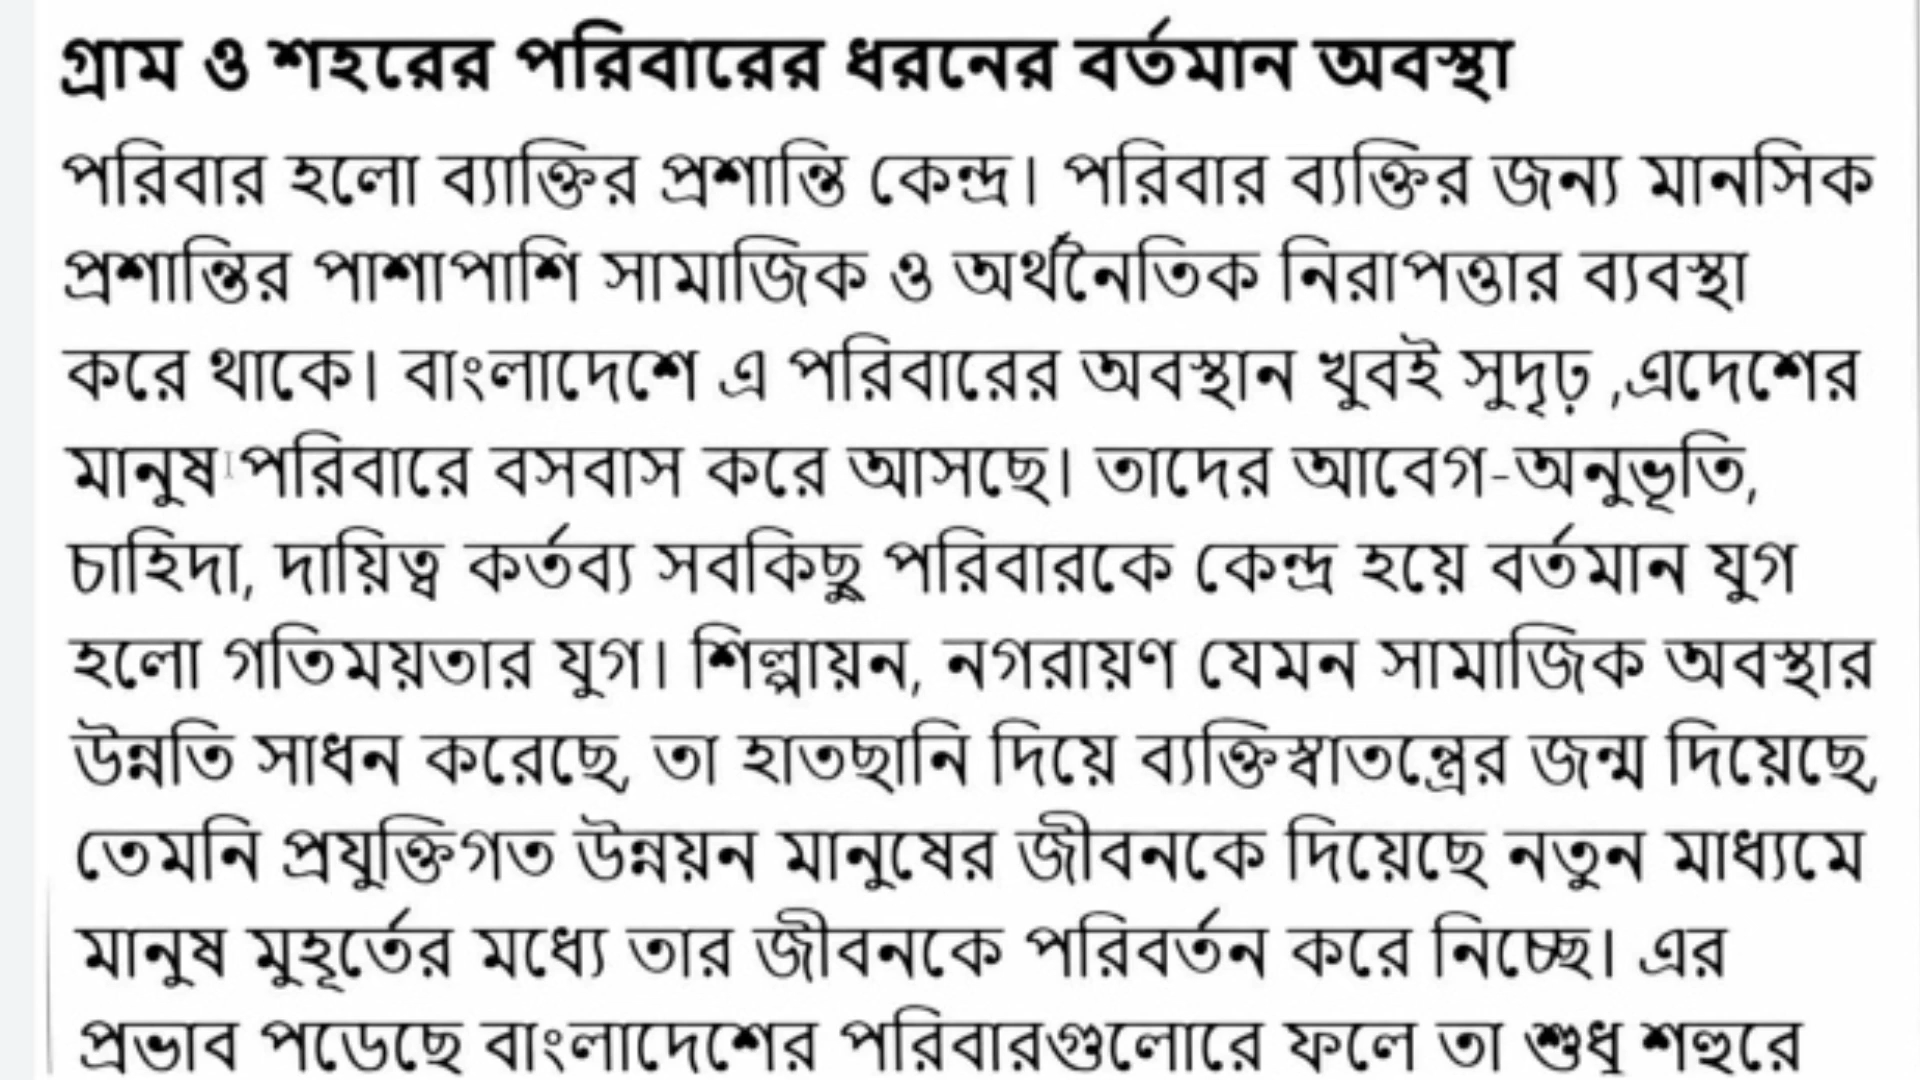 গ্রাম ও শহরের পরিবারের ধরনের বর্তমান অবস্থা
পরিবার হলো ব্যাক্তির প্রশান্তি কেন্দ্র। পরিবার ব্যক্তির জন্য মানসিক
প্রশান্তির পাশাপাশি সামাজিক ও অর্থনৈতিক নিরাপত্তার ব্যবস্থা
করে থাকে। বাংলাদেশে এ পরিবারের অবস্থান খুবই সুদৃঢ় ,এদেশের
মানুষ পরিবারে বসবাস করে আসছে। তাদের আবেগ-অনুভূতি,
চাহিদা, দায়িত্ব কর্তব্য সবকিছু পরিবারকে কেন্দ্র হয়ে বর্তমান যুগ
হলো গতিময়তার যুগ। শিল্পায়ন, নগরায়ণ যেমন সামাজিক অবস্থার
উন্নতি সাধন করেছে, তা হাতছানি দিয়ে ব্যক্তিস্বাতন্ত্রের জন্ম দিয়েছে,
তেমনি প্রযুক্তিগত উন্নয়ন মানুষের জীবনকে দিয়েছে নতুন মাধ্যমে
মানুষ মুহূর্তের মধ্যে তার জীবনকে পরিবর্তন করে নিচ্ছে। এর
প্রভাব পডেছে বাংলাদেশের পরিবারগুলোরে ফলে তা শুধু শহুরে